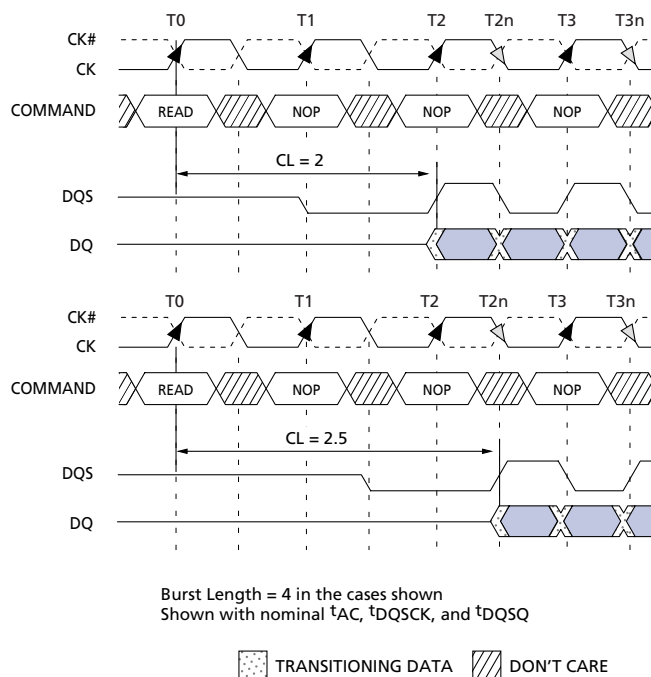 T0 T1 T2 T2n T3 T3n
CK#
CK
COMMAND READ NOP NOP NOP
CL = 2
DQS
DQ
T0 T1 T2 T2n T3 T3n
CK#
CK
COMMAND READ NOP NOP NOP
CL = 2.5
DQS
DQ
Burst Length = 4 in the cases shown
Shown with nominal tAC, tDQSCK, and tDQSQ
TRANSITIONING DATA DON'T CARE